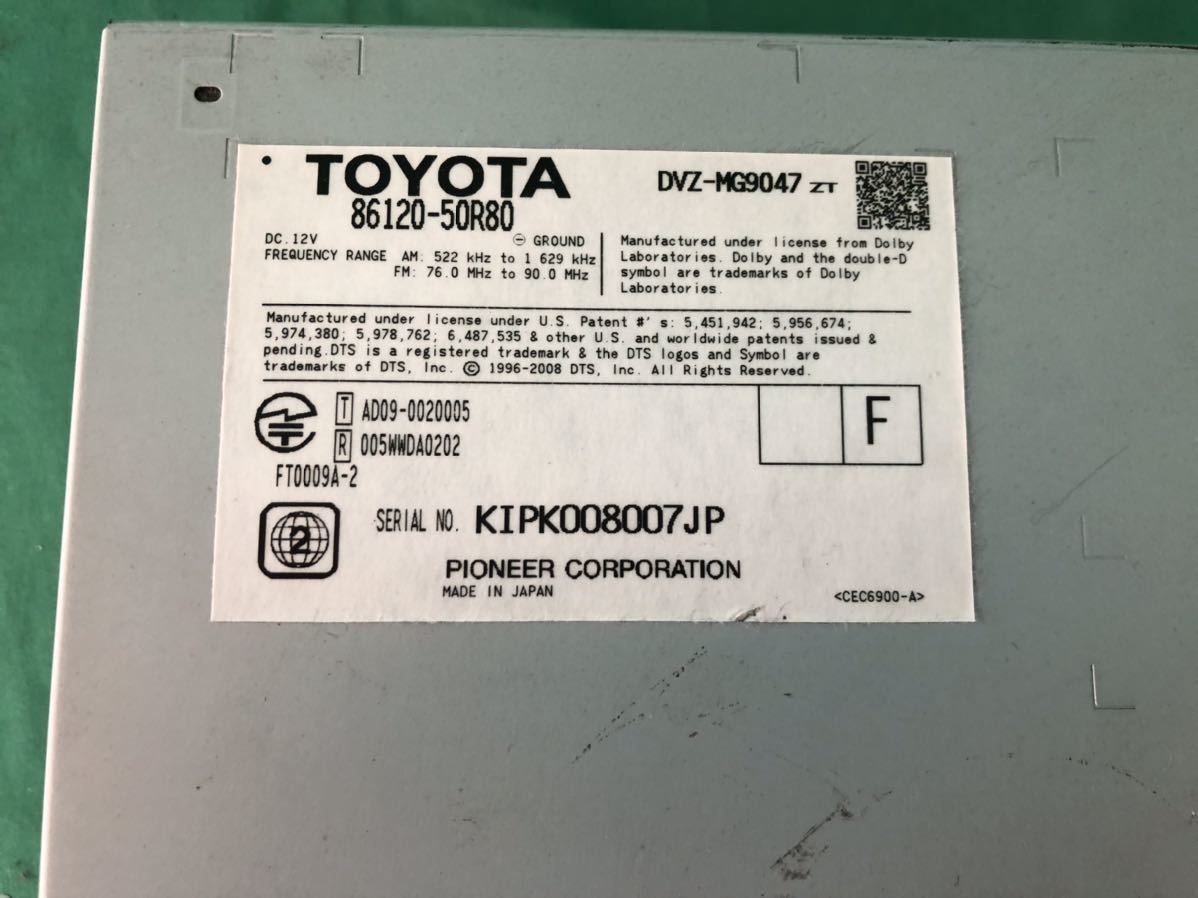 TOYOTA
86120-50R80
DVZ-MG9047 ZT
DC.12V ⊖ GROUND
FREQUENCY RANGE AM: 522 kHz to 1 629 kHz
FM: 76.0 MHz to 90.0 MHz
Manufactured under license from Dolby
Laboratories. Dolby and the double-D
symbol are trademarks of Dolby
Laboratories.
Manufactured under license under U.S. Patent #' s: 5,451,942; 5,956,674;
5,974,380; 5,978,762; 6,487,535 & other U.S. and worldwide patents issued &
pending.DTS is a registered trademark & the DTS logos and Symbol are
trademarks of DTS, Inc. © 1996-2008 DTS, Inc. All Rights Reserved.
T AD09-0020005
R 005WWDA0202
FT0009A-2
F
2
SERIAL NO. KIPK008007JP
PIONEER CORPORATION
MADE IN JAPAN
<CEC6900-A>